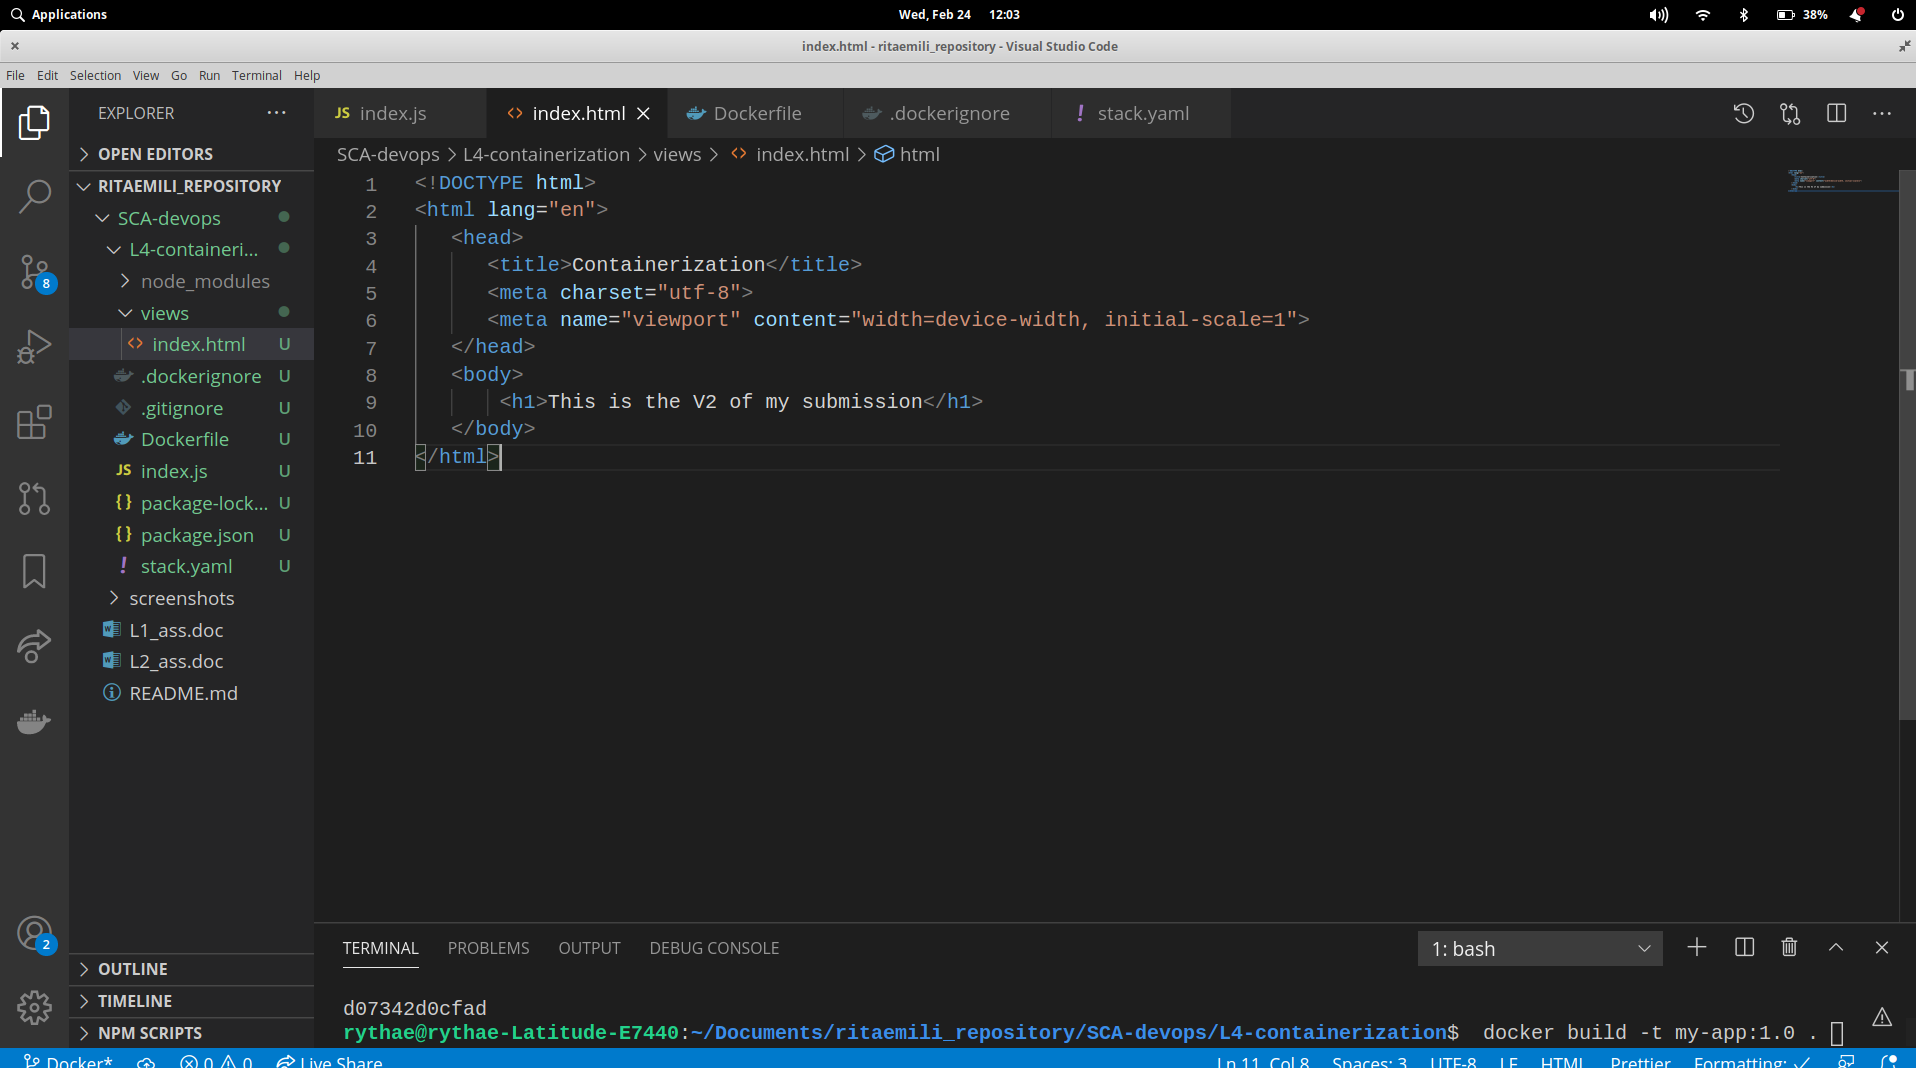 Applications
Wed, Feb 24 12:03
38%
index.html - ritaemili_repository - Visual Studio Code
File Edit Selection View Go Run Terminal Help
EXPLORER
OPEN EDITORS
RITAEMILI_REPOSITORY
SCA-devops
L4-containeri...
node_modules
views
index.html U
.dockerignore U
.gitignore U
Dockerfile U
JS index.js U
{} package-lock... U
{} package.json U
! stack.yaml U
screenshots
L1_ass.doc
L2_ass.doc
README.md
OUTLINE
TIMELINE
NPM SCRIPTS
8
2
JS index.js
index.html
Dockerfile
.dockerignore
! stack.yaml
SCA-devops > L4-containerization > views > index.html > html
1 <!DOCTYPE html>
2 <html lang="en">
3 <head>
4 <title>Containerization</title>
5 <meta charset="utf-8">
6 <meta name="viewport" content="width=device-width, initial-scale=1">
7 </head>
8 <body>
9 <h1>This is the V2 of my submission</h1>
10 </body>
11 </html>
TERMINAL PROBLEMS OUTPUT DEBUG CONSOLE
1: bash
d07342d0cfad
rythae@rythae-Latitude-E7440:~/Documents/ritaemili_repository/SCA-devops/L4-containerization$ docker build -t my-app:1.0 .
Docker* 0 0 Live Share
Ln 11, Col 8 Spaces: 3 UTF-8 LF HTML Prettier Formatting: ✓